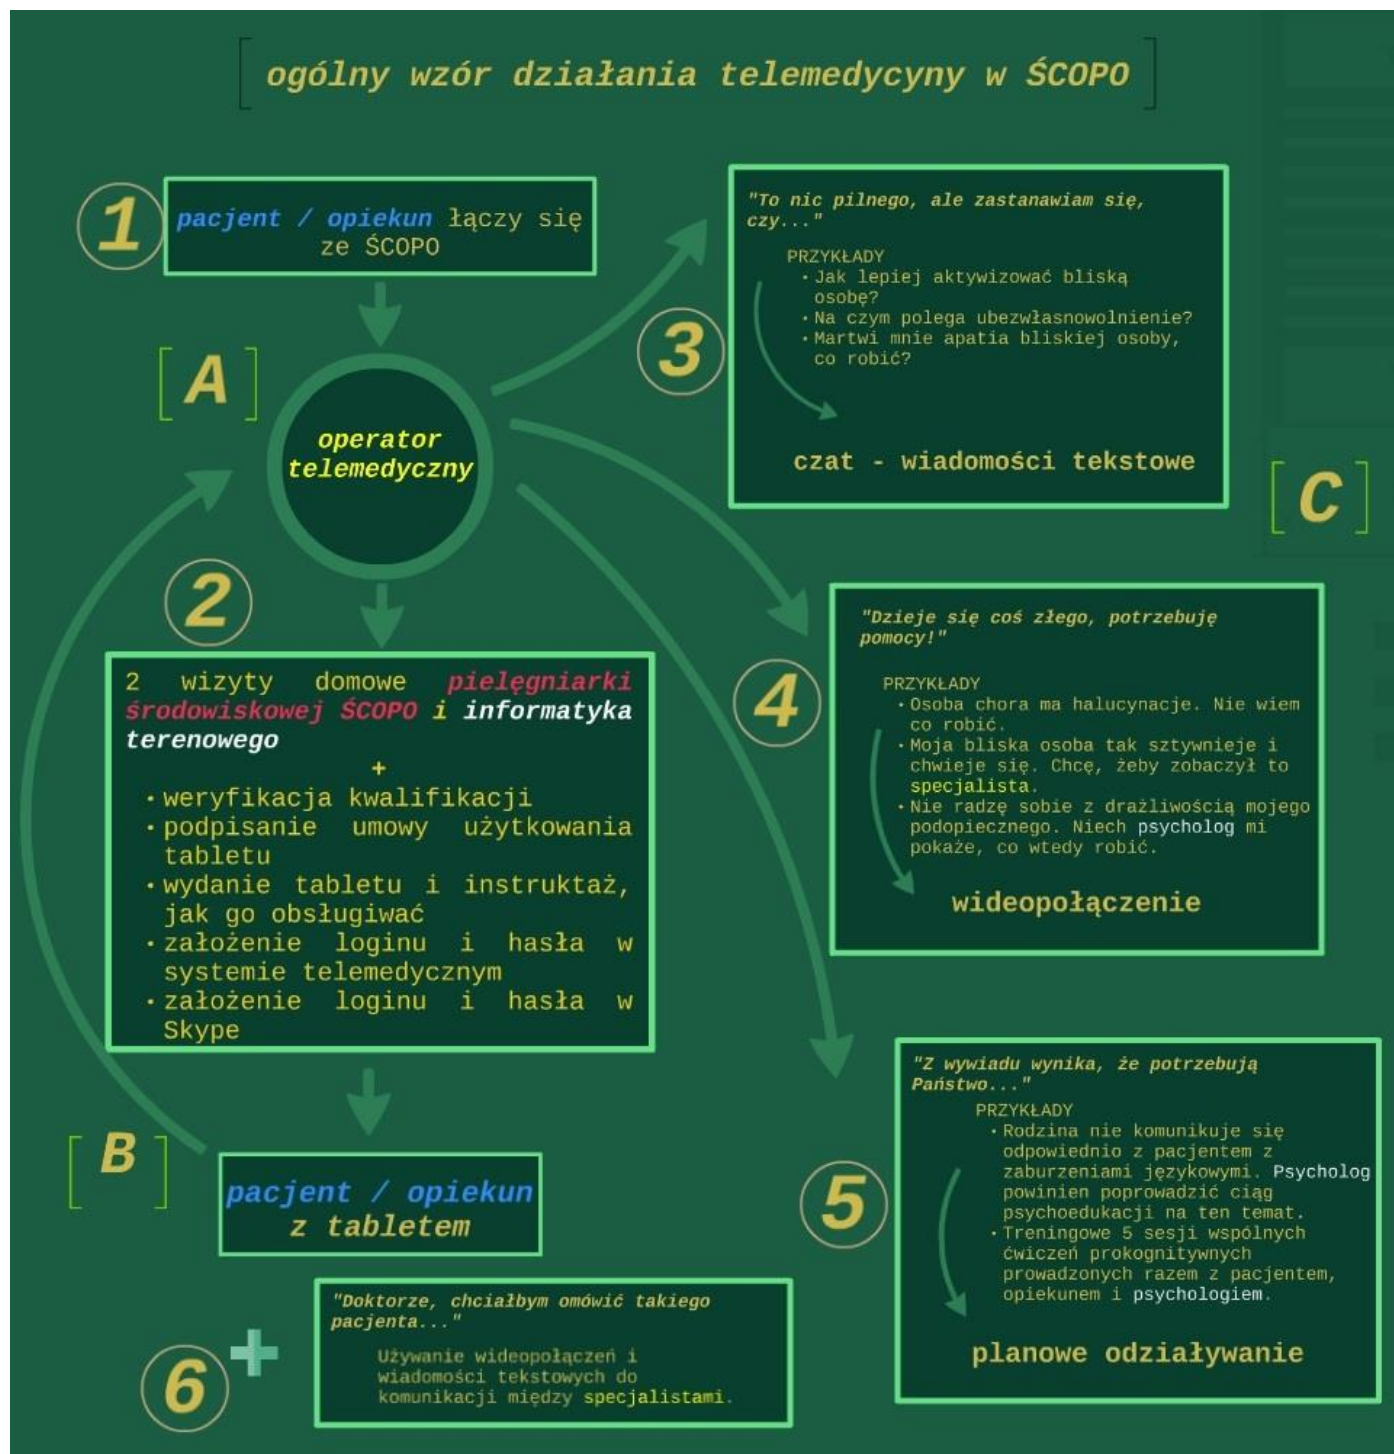 ogólny wzór działania telemedycyny w ŚCOPO
1
pacjent / opiekun łączy się
ze ŚCOPO
[A]
operator
telemedyczny
2
2 wizyty domowe pielęgniarki
środowiskowej ŚCOPO i informatyka
terenowego
+
• weryfikacja kwalifikacji
• podpisanie umowy użytkowania
tabletu
• wydanie tabletu i instruktaż,
jak go obsługiwać
• założenie loginu i hasła w
systemie telemedycznym
• założenie loginu i hasła w
Skype
[B]
pacjent / opiekun
z tabletem
3
"To nic pilnego, ale zastanawiam się,
czy..."
PRZYKŁADY
• Jak lepiej aktywizować bliską
osobę?
• Na czym polega ubezwłasnowolnienie?
• Martwi mnie apatia bliskiej osoby,
co robić?
czat - wiadomości tekstowe
[C]
4
"Dzieje się coś złego, potrzebuję
pomocy!"
PRZYKŁADY
• Osoba chora ma halucynacje. Nie wiem
co robić.
• Moja bliska osoba tak sztywnieje i
chwieje się. Chcę, żeby zobaczył to
specjalista.
• Nie radzę sobie z drażliwością mojego
podopiecznego. Niech psycholog mi
pokaże, co wtedy robić.
wideopołączenie
5
"Z wywiadu wynika, że potrzebują
Państwo..."
PRZYKŁADY
• Rodzina nie komunikuje się
odpowiednio z pacjentem z
zaburzeniami językowymi. Psycholog
powinien poprowadzić ciąg
psychoedukacji na ten temat.
• Treningowe 5 sesji wspólnych
ćwiczeń prokognitywnych
prowadzonych razem z pacjentem,
opiekunem i psychologiem.
planowe odziaływanie
6
"Doktorze, chciałbym omówić takiego
pacjenta..."
Używanie wideopołączeń i
wiadomości tekstowych do
komunikacji między specjalistami.